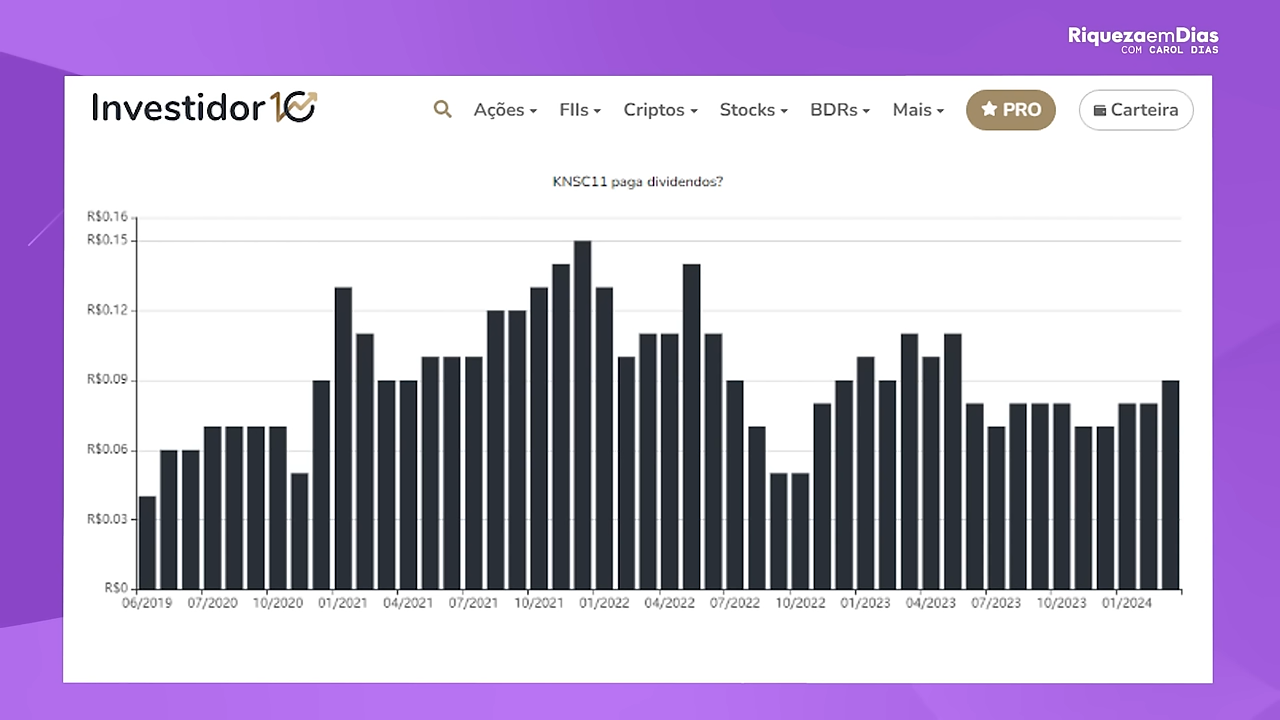 RiquezaemDias
COM CAROL DIAS
Investidor10
Ações FIIs Criptos Stocks BDRs Mais PRO Carteira
KNSC11 paga dividendos?
R$0.16
R$0.15
R$0.12
R$0.09
R$0.06
R$0.03
R$0
06/2019 07/2020 10/2020 01/2021 04/2021 07/2021 10/2021 01/2022 04/2022 07/2022 10/2022 01/2023 04/2023 07/2023 10/2023 01/2024